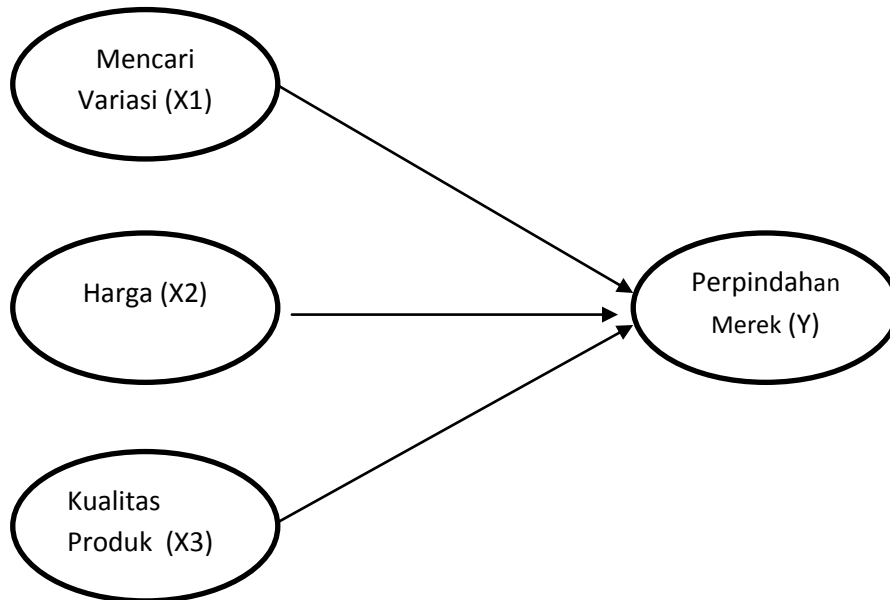 Mencari
Variasi (X1)
Harga (X2)
Perpindahan
Merek (Y)
Kualitas
Produk (X3)